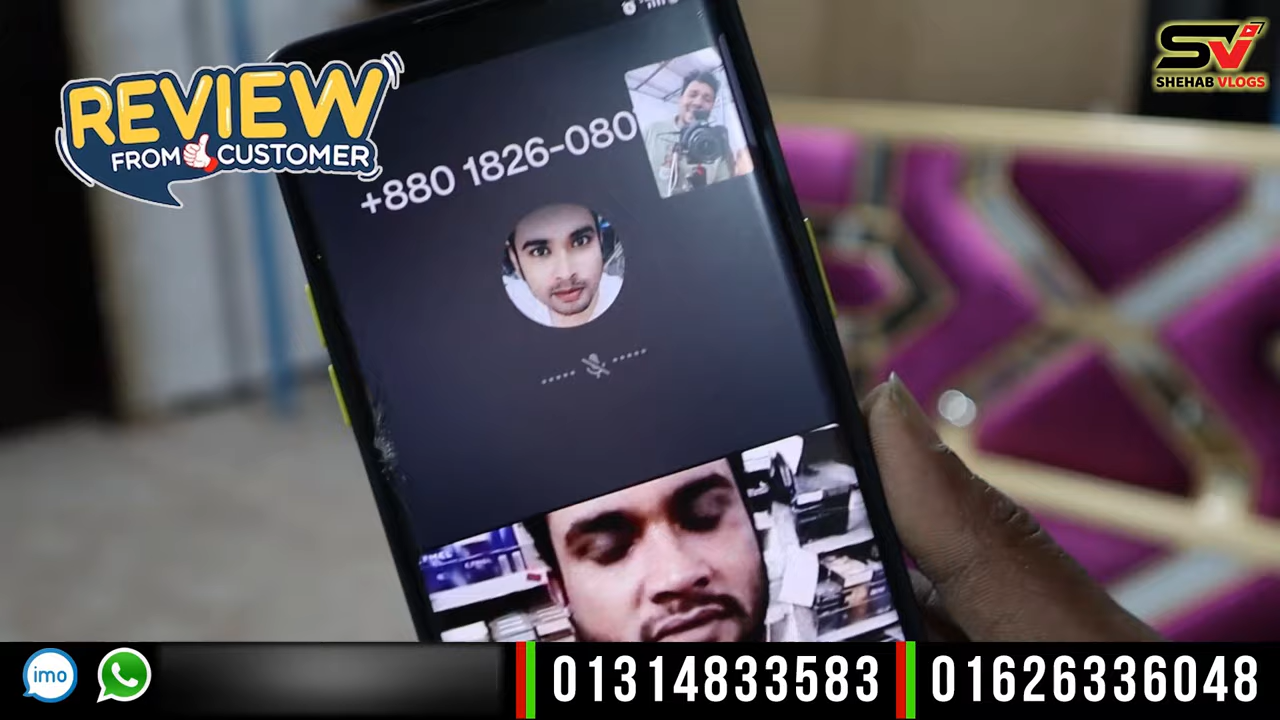 REVIEW
FROM CUSTOMER
SV
SHEHAB VLOGS
+880 1826-080
imo
01314833583
01626336048